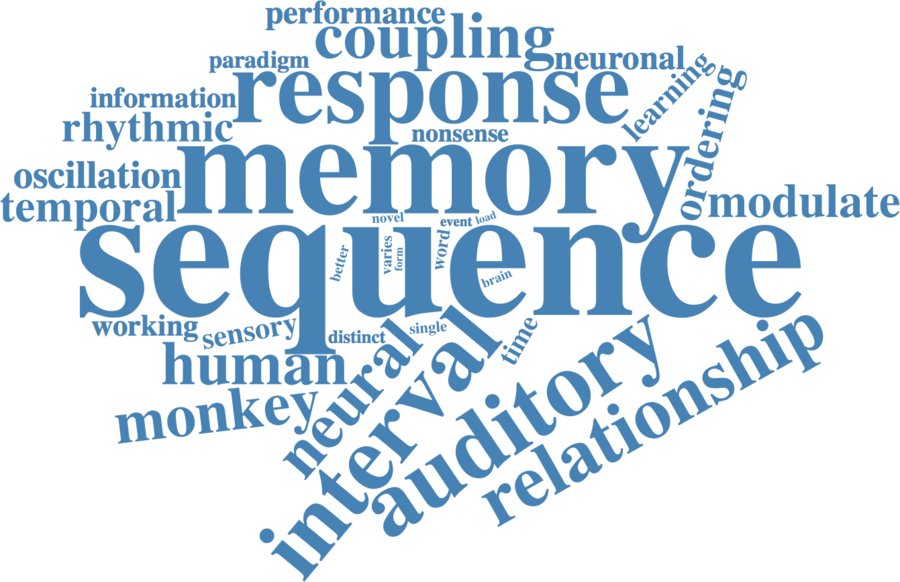 performance
coupling
paradigm
neuronal
response
learning
information
rhythmic
nonsense
ordering
memory
oscillation
temporal
modulate
novel
event
load
sequence
better
varies
form
word
brain
working
sensory
distinct
single
time
human
neural
interval
auditory
relationship
monkey